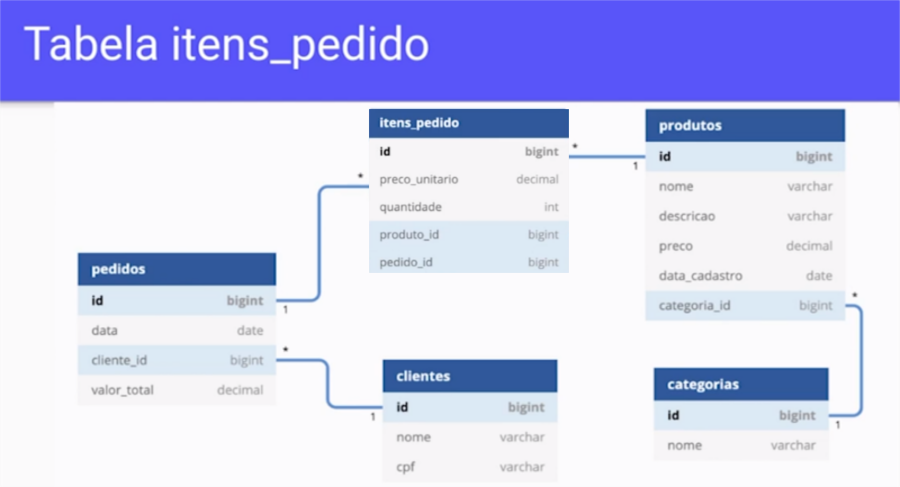 Tabela itens_pedido
itens_pedido
id bigint
preco_unitario decimal
quantidade int
produto_id bigint
pedido_id bigint
*
*
1
produtos
id bigint
nome varchar
descricao varchar
preco decimal
data_cadastro date
categoria_id bigint
*
pedidos
id bigint
data date
cliente_id bigint
valor_total decimal
1
*
1
clientes
id bigint
nome varchar
cpf varchar
categorias
id bigint
nome varchar
1